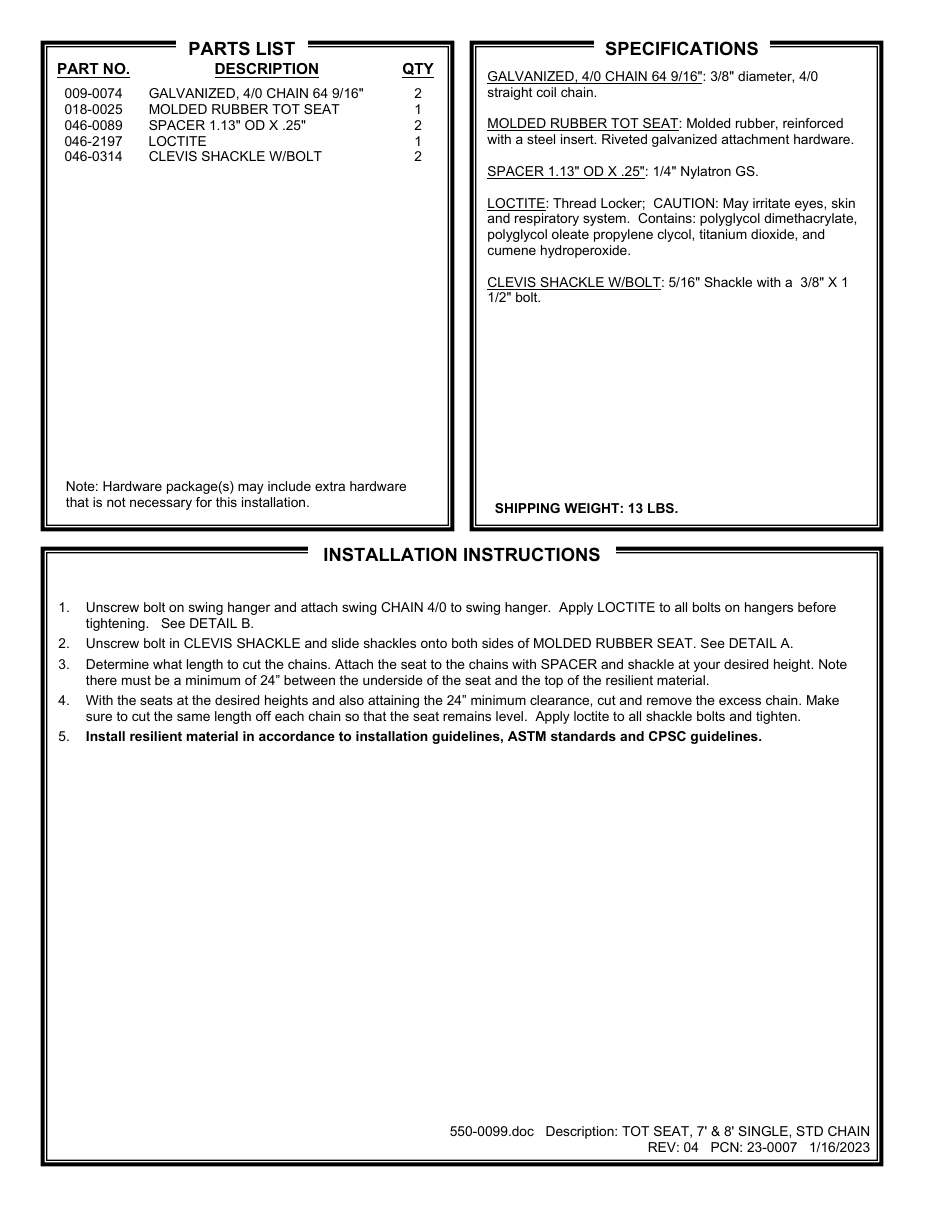 PARTS LIST
PART NO. DESCRIPTION QTY
009-0074 GALVANIZED, 4/0 CHAIN 64 9/16" 2
018-0025 MOLDED RUBBER TOT SEAT 1
046-0089 SPACER 1.13" OD X .25" 2
046-2197 LOCTITE 1
046-0314 CLEVIS SHACKLE W/BOLT 2
Note: Hardware package(s) may include extra hardware
that is not necessary for this installation.
SPECIFICATIONS
GALVANIZED, 4/0 CHAIN 64 9/16": 3/8" diameter, 4/0
straight coil chain.
MOLDED RUBBER TOT SEAT: Molded rubber, reinforced
with a steel insert. Riveted galvanized attachment hardware.
SPACER 1.13" OD X .25": 1/4" Nylatron GS.
LOCTITE: Thread Locker; CAUTION: May irritate eyes, skin
and respiratory system. Contains: polyglycol dimethacrylate,
polyglycol oleate propylene clycol, titanium dioxide, and
cumene hydroperoxide.
CLEVIS SHACKLE W/BOLT: 5/16" Shackle with a 3/8" X 1
1/2" bolt.
SHIPPING WEIGHT: 13 LBS.
INSTALLATION INSTRUCTIONS
1. Unscrew bolt on swing hanger and attach swing CHAIN 4/0 to swing hanger. Apply LOCTITE to all bolts on hangers before
tightening. See DETAIL B.
2. Unscrew bolt in CLEVIS SHACKLE and slide shackles onto both sides of MOLDED RUBBER SEAT. See DETAIL A.
3. Determine what length to cut the chains. Attach the seat to the chains with SPACER and shackle at your desired height. Note
there must be a minimum of 24” between the underside of the seat and the top of the resilient material.
4. With the seats at the desired heights and also attaining the 24” minimum clearance, cut and remove the excess chain. Make
sure to cut the same length off each chain so that the seat remains level. Apply loctite to all shackle bolts and tighten.
5. Install resilient material in accordance to installation guidelines, ASTM standards and CPSC guidelines.
550-0099.doc Description: TOT SEAT, 7' & 8' SINGLE, STD CHAIN
REV: 04 PCN: 23-0007 1/16/2023